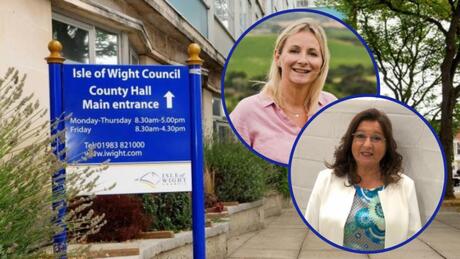 Isle of Wight Council
County Hall
Main entrance
Monday-Thursday 8.30am-5.00pm
Friday 8.30am-4.30pm
Tel: 01983 821000
www.iwight.com
ISLE of
WIGHT